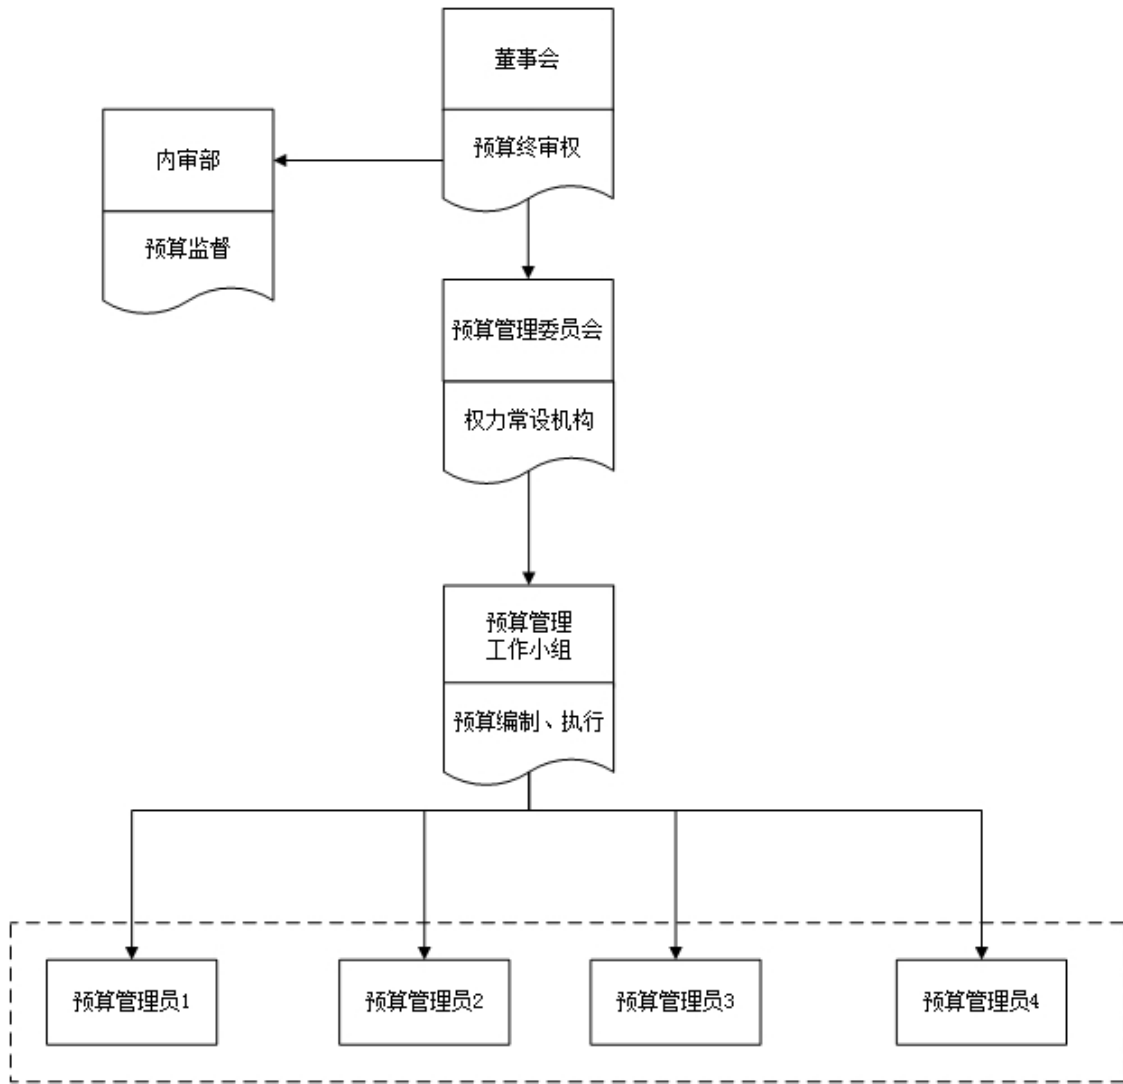 董事会
预算终审权
内审部
预算监督
预算管理委员会
权力常设机构
预算管理
工作小组
预算编制、执行
预算管理员1
预算管理员2
预算管理员3
预算管理员4